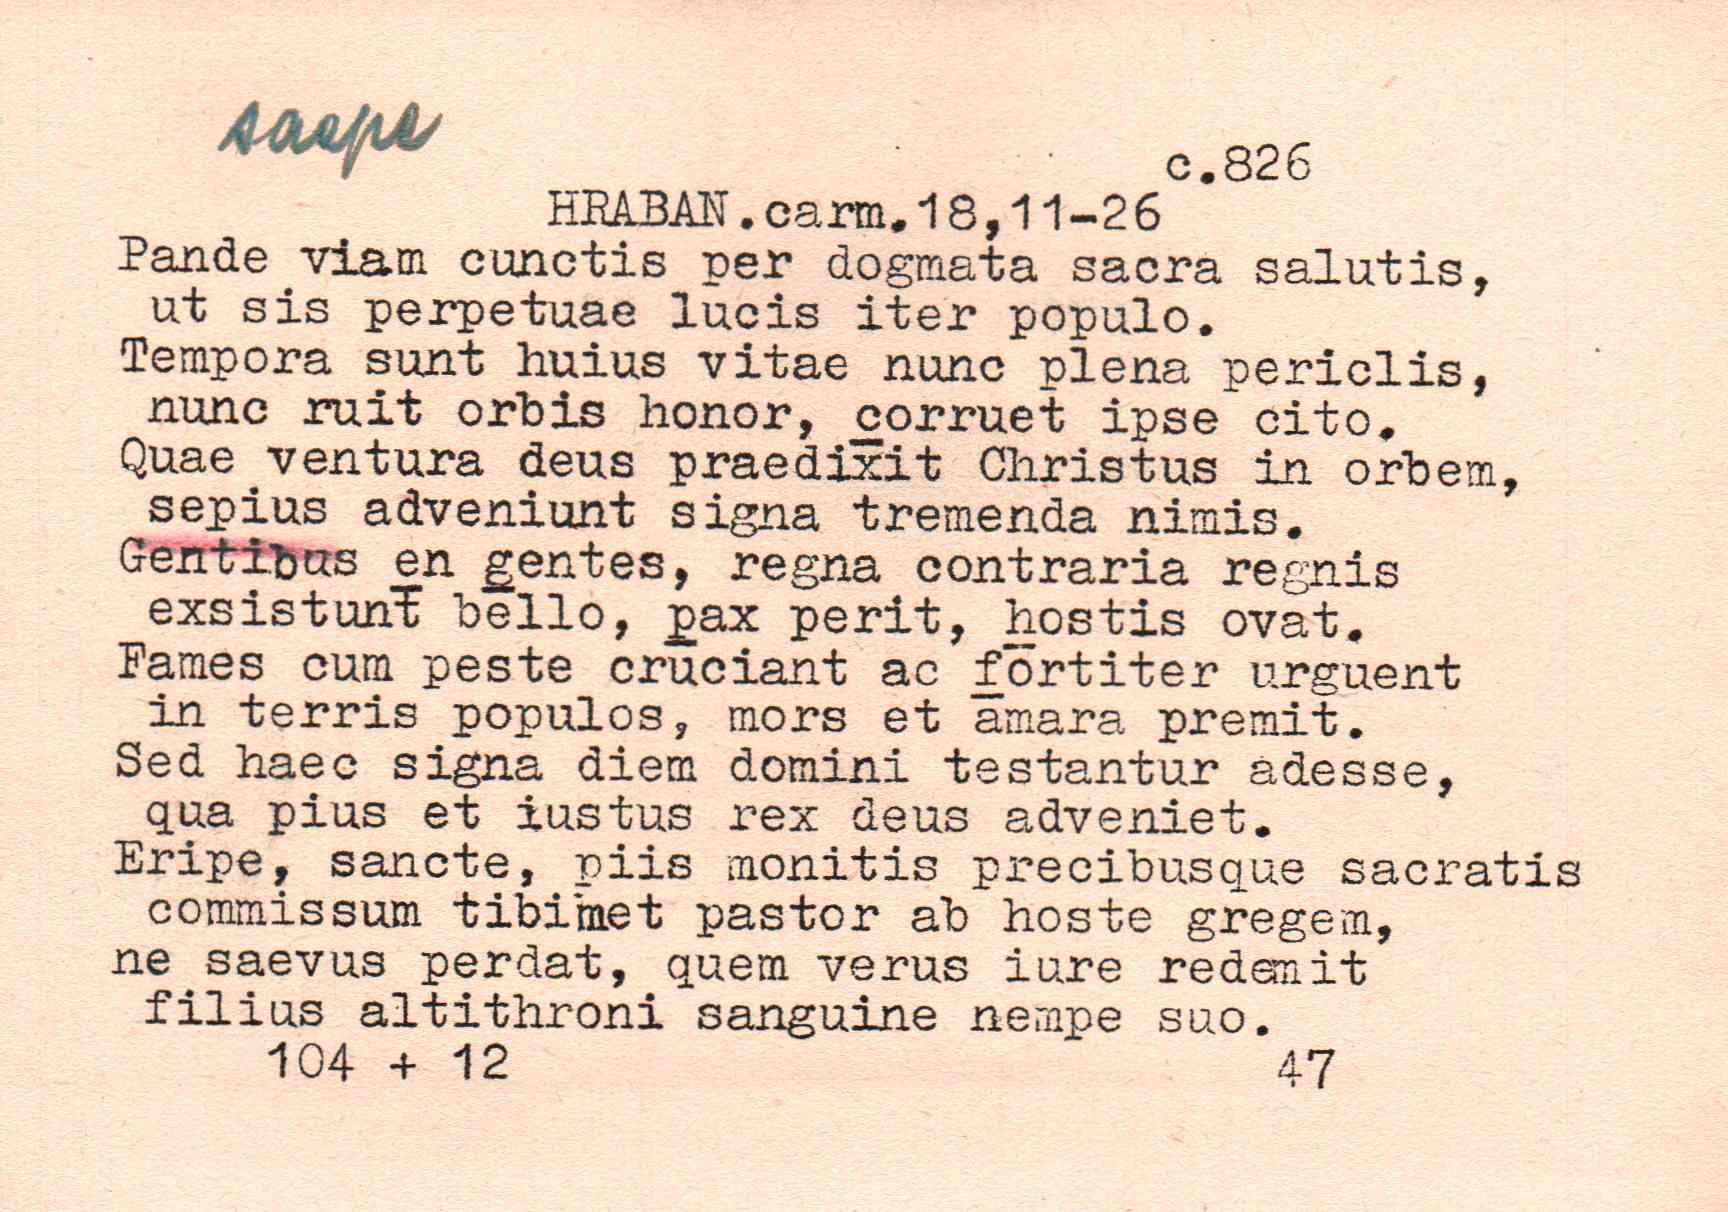 saepe
c.826
HRABAN.carm.18,11-26
Pande viam cunctis per dogmata sacra salutis,
ut sis perpetuae lucis iter populo.
Tempora sunt huius vitae nunc plena periclis,
nunc ruit orbis honor, corruet ipse cito.
Quae ventura deus praedixit Christus in orbem,
sepius adveniunt signa tremenda nimis.
Gentibus en gentes, regna contraria regnis
exsistunt bello, pax perit, hostis ovat.
Fames cum peste cruciant ac fortiter urguent
in terris populos, mors et amara premit.
Sed haec signa diem domini testantur adesse,
qua pius et iustus rex deus adveniet.
Eripe, sancte, piis monitis precibusque sacratis
commissum tibimet pastor ab hoste gregem,
ne saevus perdat, quem verus iure redemit
filius altithroni sanguine nempe suo.
104 + 12 47